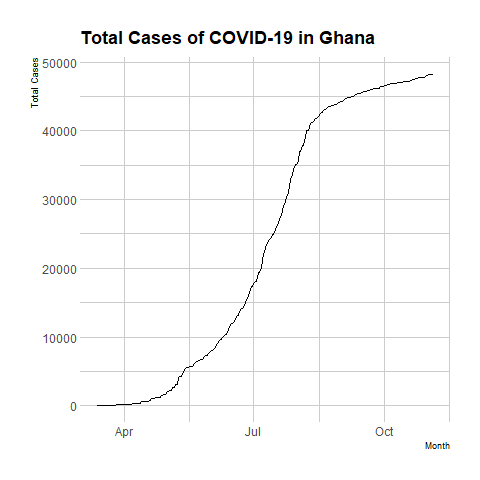 Total Cases of COVID-19 in Ghana
Total Cases
50000
40000
30000
20000
10000
0
Apr Jul Oct
Month